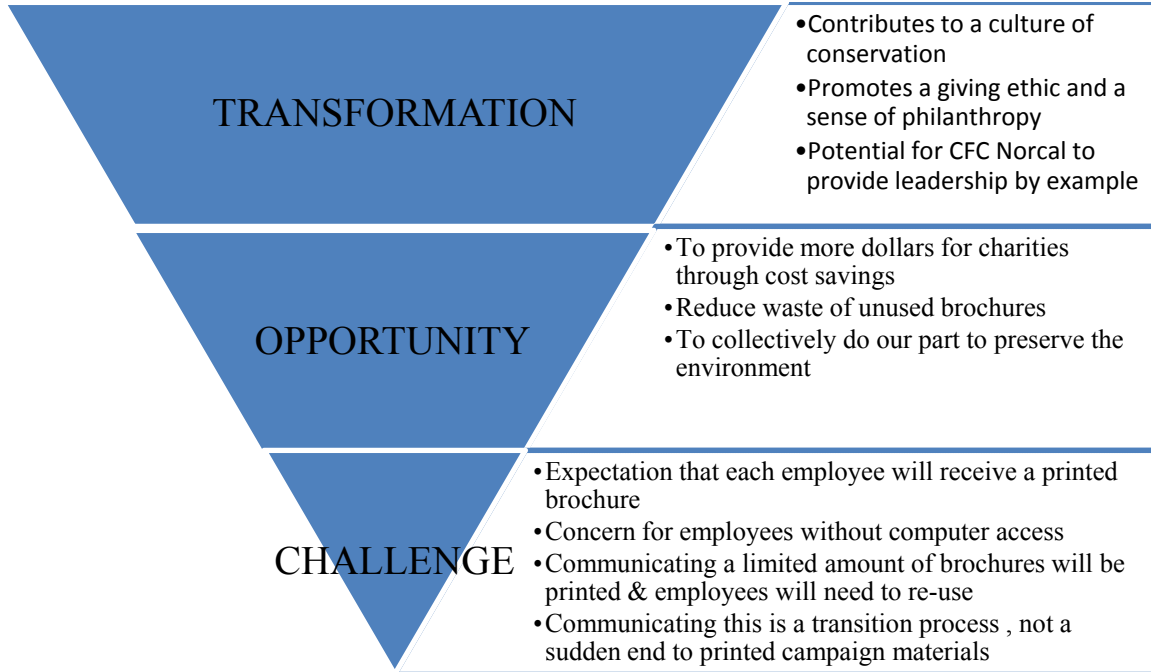 TRANSFORMATION
•Contributes to a culture of
conservation
•Promotes a giving ethic and a
sense of philanthropy
•Potential for CFC Norcal to
provide leadership by example
OPPORTUNITY
•To provide more dollars for charities
through cost savings
•Reduce waste of unused brochures
•To collectively do our part to preserve the
environment
CHALLENGE
•Expectation that each employee will receive a printed
brochure
•Concern for employees without computer access
•Communicating a limited amount of brochures will be
printed & employees will need to re-use
•Communicating this is a transition process , not a
sudden end to printed campaign materials